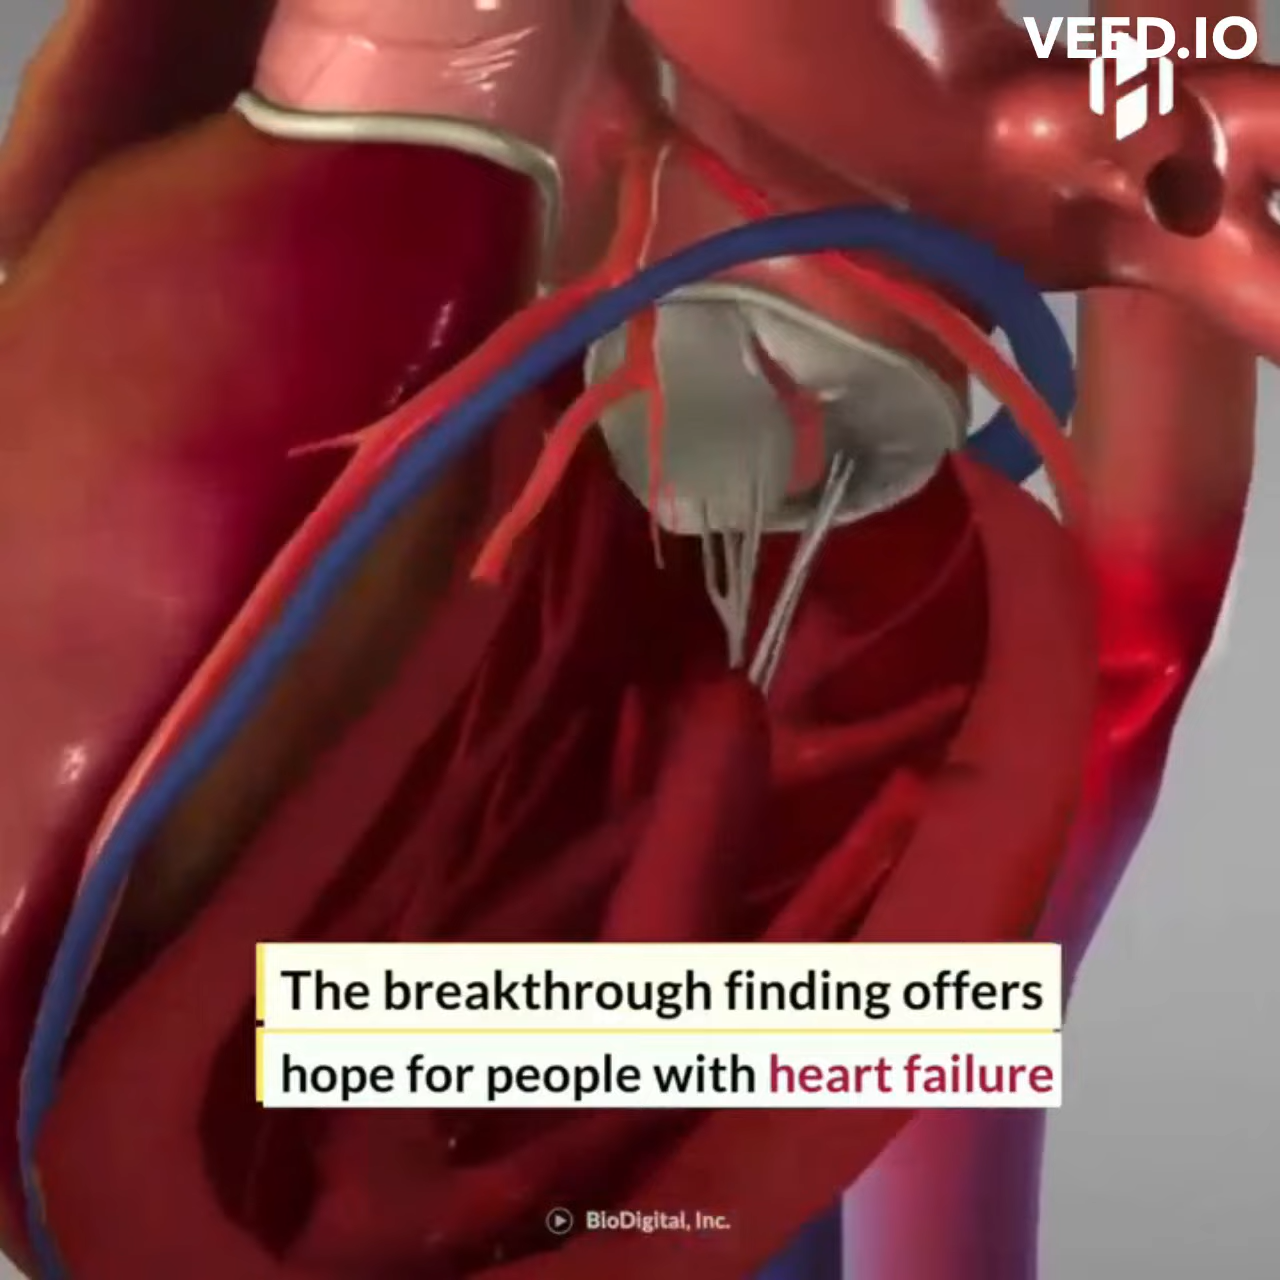 VEED.IO
The breakthrough finding offers
hope for people with heart failure
BioDigital, Inc.